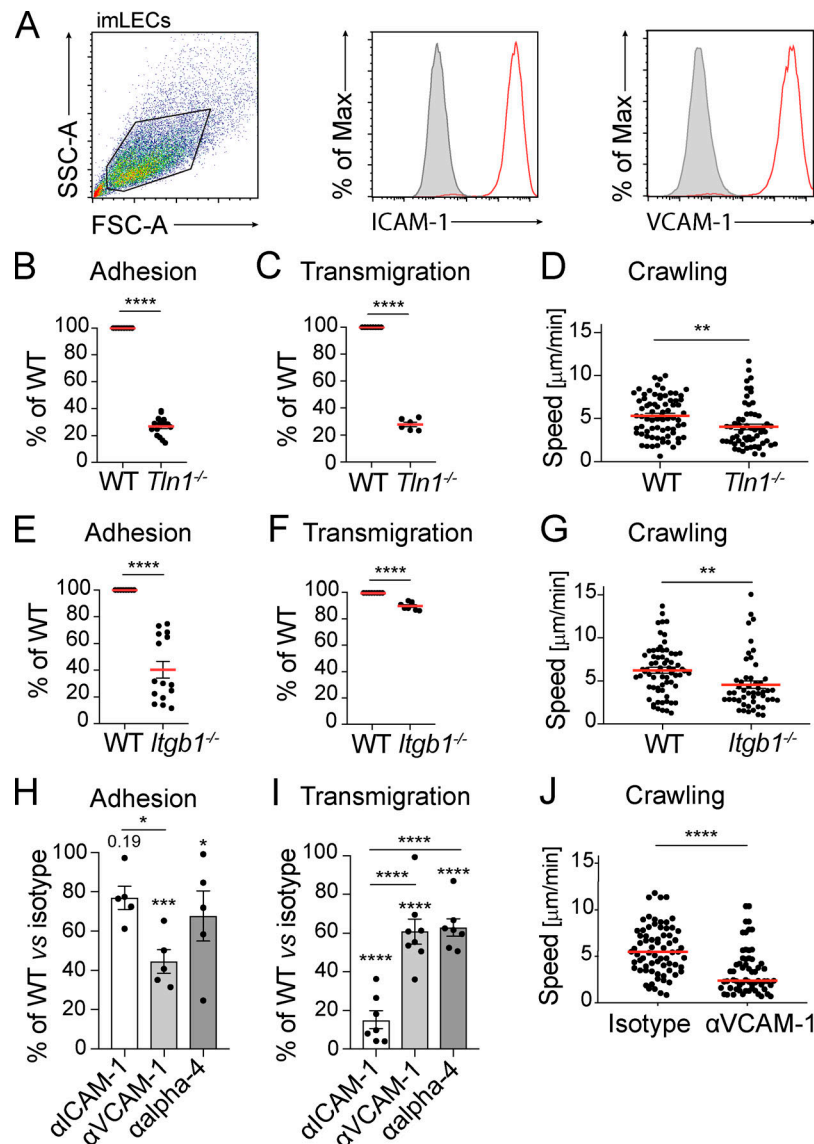 A
imLECs
SSC-A
FSC-A
% of Max
ICAM-1
% of Max
VCAM-1
B Adhesion
C Transmigration
D Crawling
****
****
**
% of WT
100
80
60
40
20
0
WT Tln1-/-
% of WT
100
80
60
40
20
0
WT Tln1-/-
Speed [μm/min]
15
10
5
0
WT Tln1-/-
E Adhesion
F Transmigration
G Crawling
****
****
**
% of WT
100
80
60
40
20
0
WT Itgb1-/-
% of WT
100
80
60
40
20
0
WT Itgb1-/-
Speed [μm/min]
15
10
5
0
WT Itgb1-/-
H Adhesion
I Transmigration
J Crawling
*
0.19
***
*
% of WT vs isotype
100
80
60
40
20
0
αICAM-1
αVCAM-1
αalpha-4
****
****
****
****
****
% of WT vs isotype
100
80
60
40
20
0
αICAM-1
αVCAM-1
αalpha-4
****
Speed [μm/min]
15
10
5
0
Isotype αVCAM-1